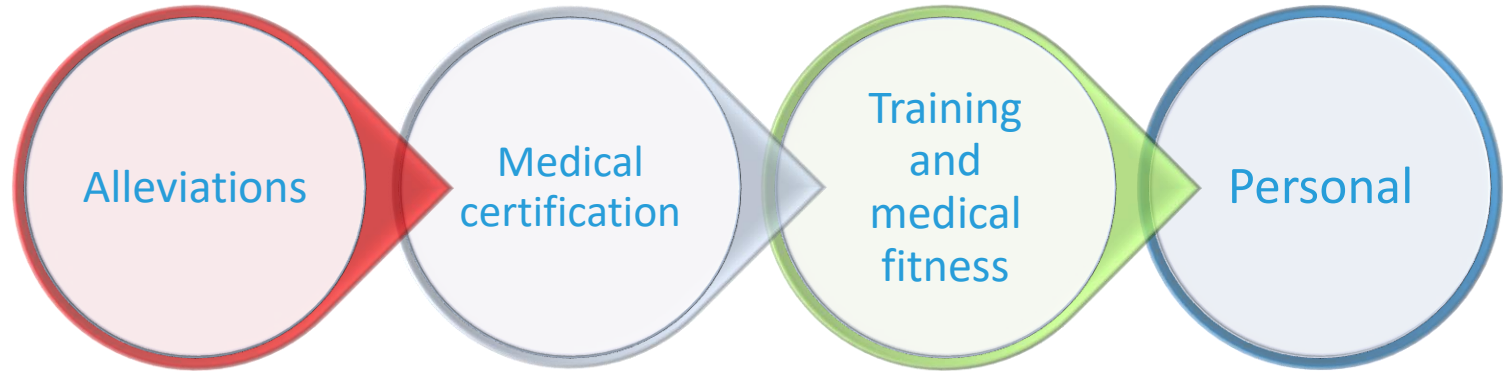 Alleviations
Medical
certification
Training
and
medical
fitness
Personal